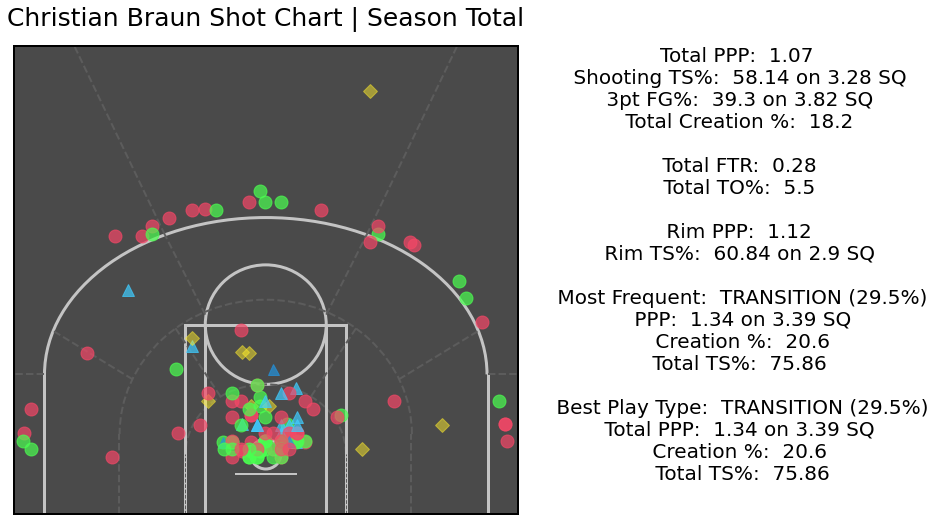 Christian Braun Shot Chart | Season Total
Total PPP: 1.07
Shooting TS%: 58.14 on 3.28 SQ
3pt FG%: 39.3 on 3.82 SQ
Total Creation %: 18.2
Total FTR: 0.28
Total TO%: 5.5
Rim PPP: 1.12
Rim TS%: 60.84 on 2.9 SQ
Most Frequent: TRANSITION (29.5%)
PPP: 1.34 on 3.39 SQ
Creation %: 20.6
Total TS%: 75.86
Best Play Type: TRANSITION (29.5%)
Total PPP: 1.34 on 3.39 SQ
Creation %: 20.6
Total TS%: 75.86